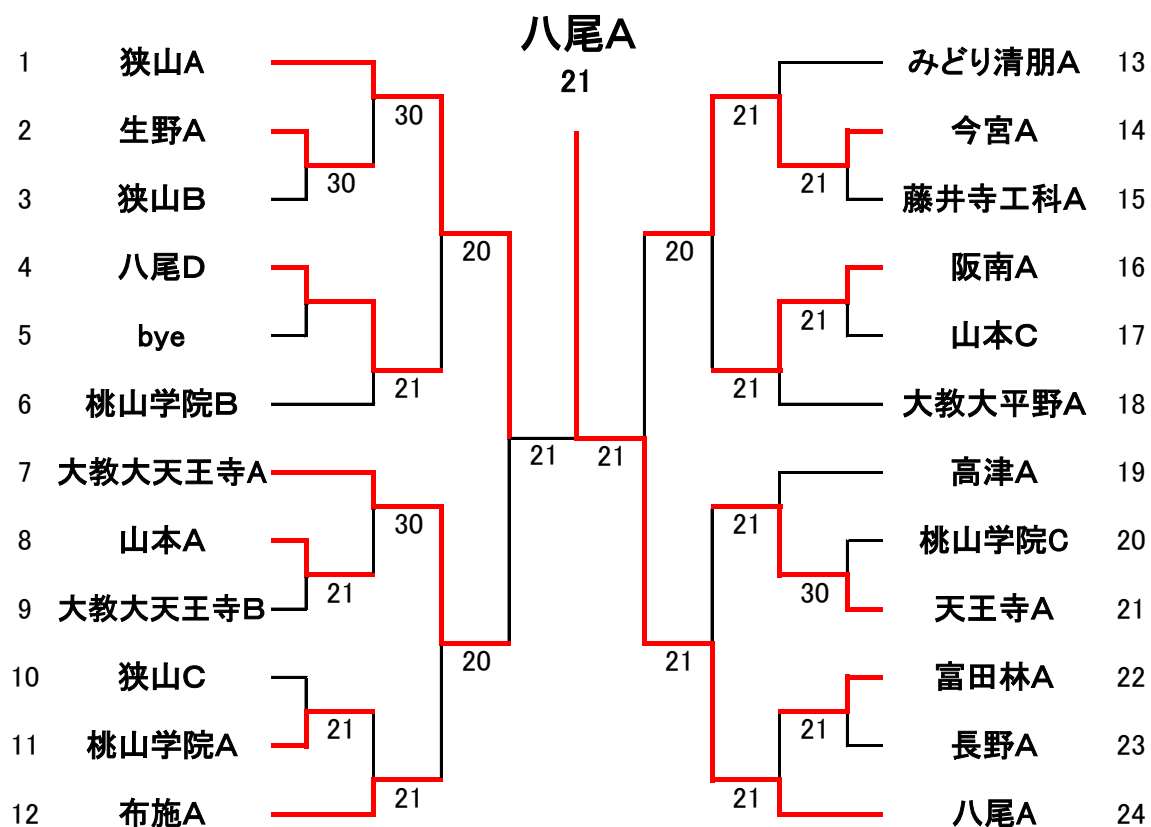 八尾A
21
1 狭山A
2 生野A
3 狭山B
4 八尾D
5 bye
6 桃山学院B
7 大教大天王寺A
8 山本A
9 大教大天王寺B
10 狭山C
11 桃山学院A
12 布施A
30
30
20
21
21
30
21
20
21
21
みどり清朋A 13
今宮A 14
藤井寺工科A 15
阪南A 16
山本C 17
大教大平野A 18
高津A 19
桃山学院C 20
天王寺A 21
富田林A 22
長野A 23
八尾A 24
21
21
20
21
21
21
21
30
21
21
21